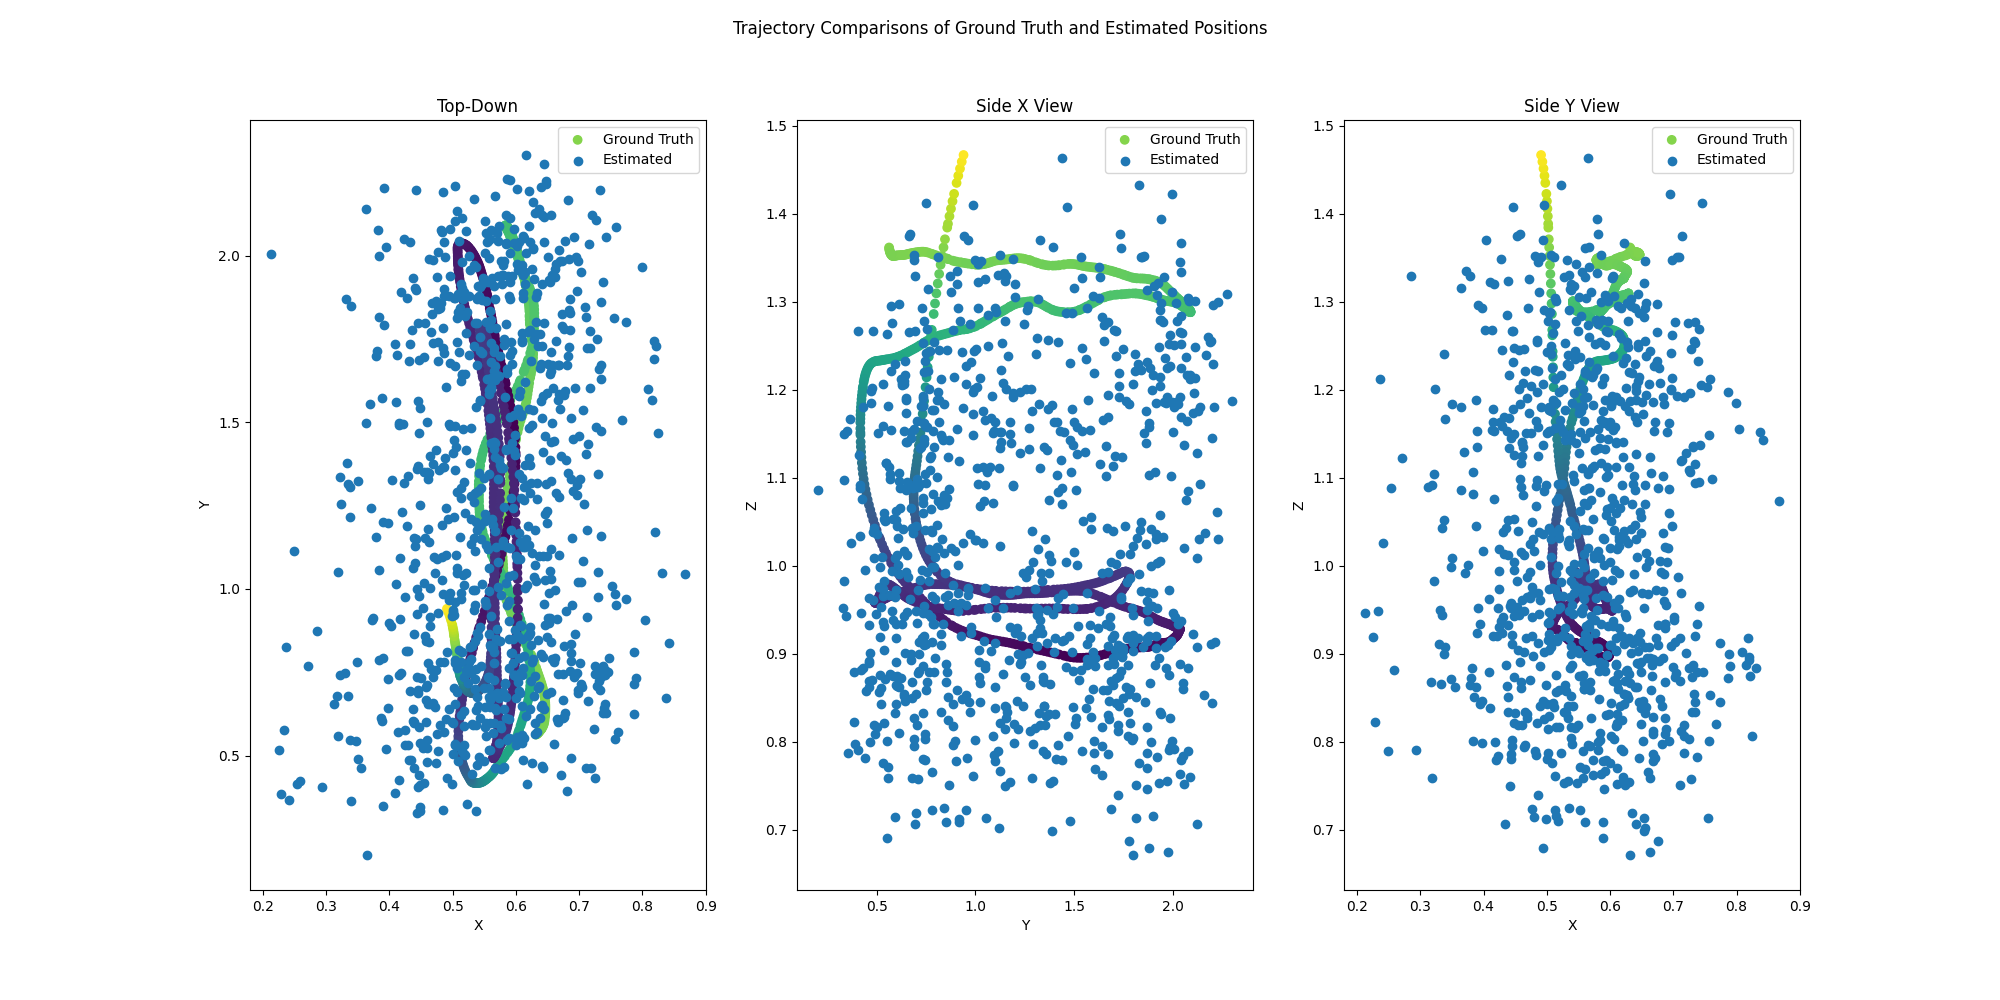 Trajectory Comparisons of Ground Truth and Estimated Positions
Top-Down
Ground Truth
Estimated
2.0
1.5
1.0
0.5
0.2 0.3 0.4 0.5 0.6 0.7 0.8 0.9
X
Y
Side X View
Ground Truth
Estimated
1.5
1.4
1.3
1.2
1.1
1.0
0.9
0.8
0.7
0.5 1.0 1.5 2.0
Y
Z
Side Y View
Ground Truth
Estimated
1.5
1.4
1.3
1.2
1.1
1.0
0.9
0.8
0.7
0.2 0.3 0.4 0.5 0.6 0.7 0.8 0.9
X
Z